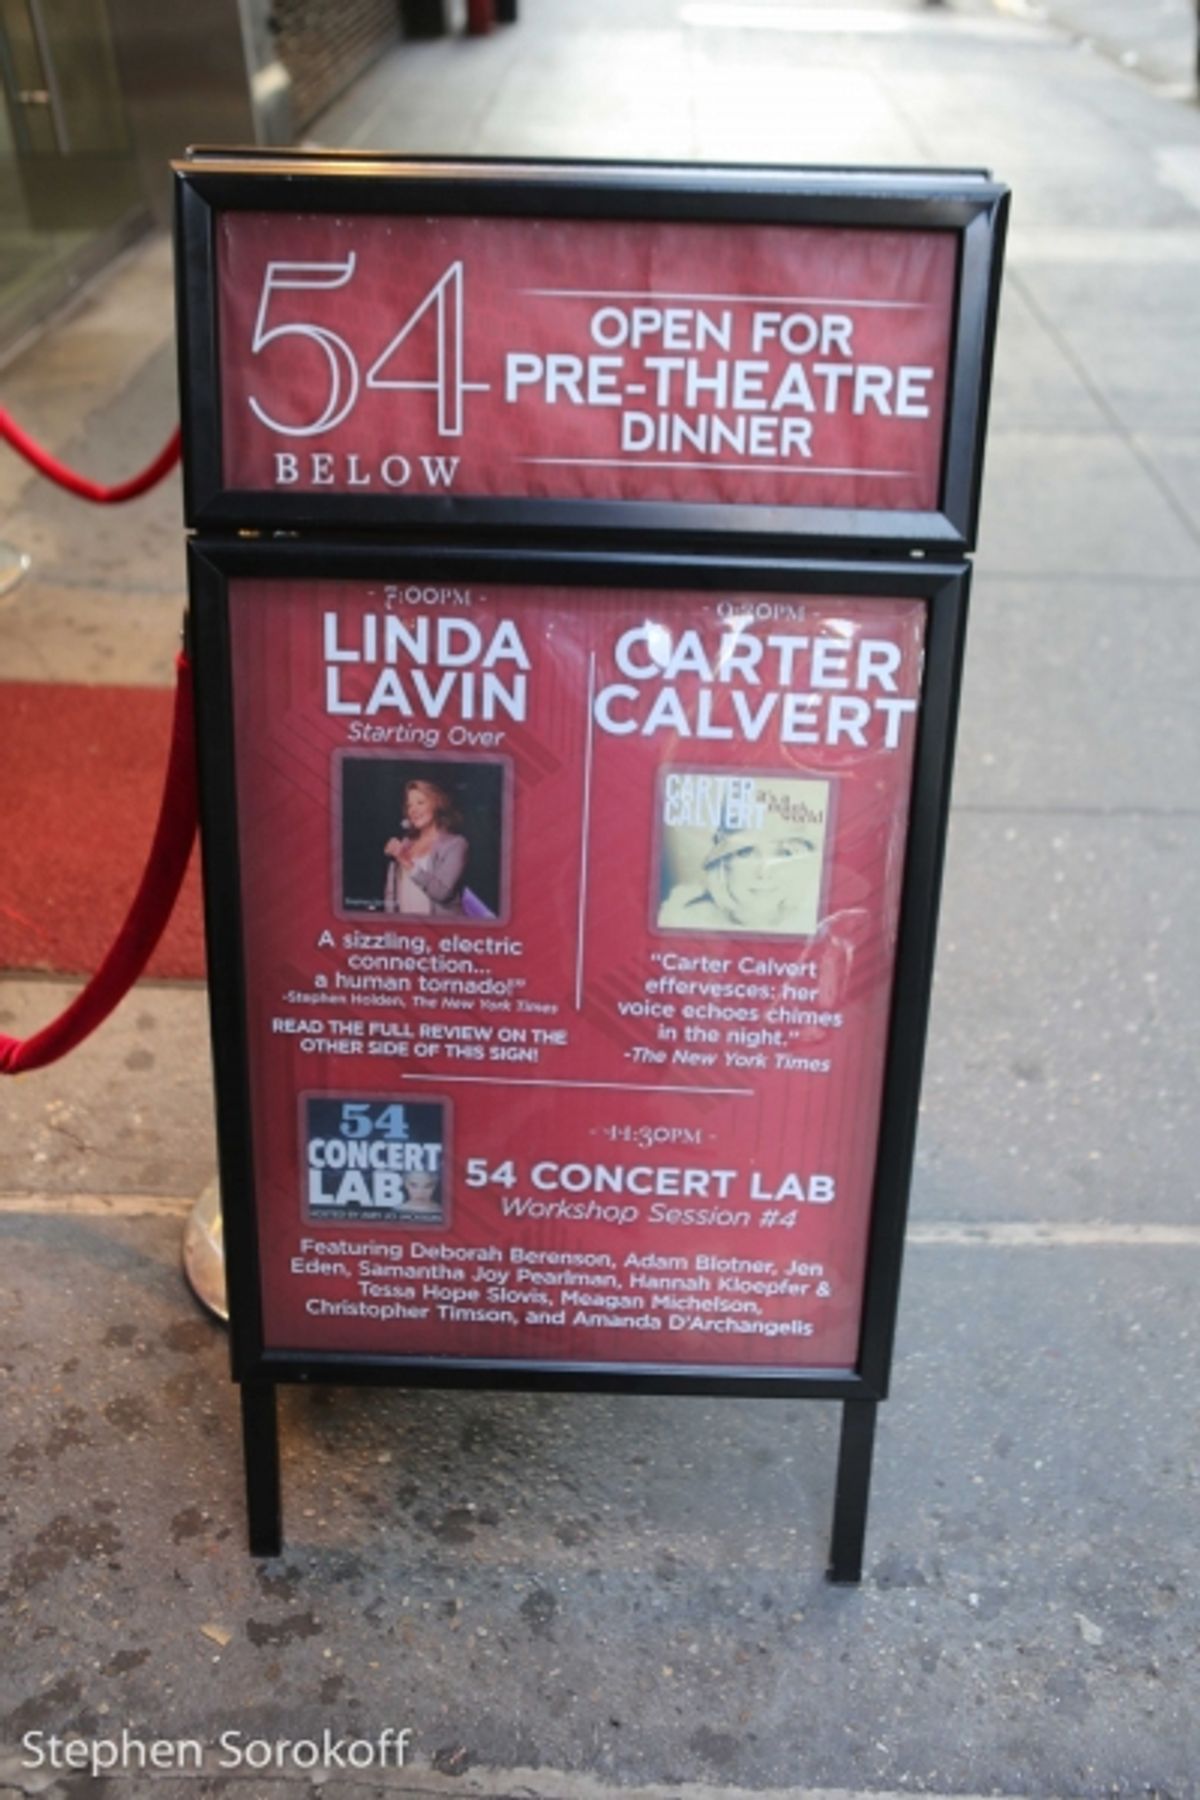 54
BELOW
OPEN FOR
PRE-THEATRE
DINNER
- 7:00PM -
LINDA
LAVIN
Starting Over
A sizzling, electric
connection...
a human tornado!"
-Stephen Holden, The New York Times
READ THE FULL REVIEW ON THE
OTHER SIDE OF THIS SIGN!
- 9:30PM -
CARTER
CALVERT
CARTER
CALVERT
it's a
world
"Carter Calvert
effervesces: her
voice echoes chimes
in the night."
-The New York Times
54
CONCERT
LAB
- 11:30PM -
54 CONCERT LAB
Workshop Session #4
Featuring Deborah Berenson, Adam Blotner, Jen
Eden, Samantha Joy Pearlman, Hannah Kloepfer &
Tessa Hope Slovis, Meagan Michelson,
Christopher Timson, and Amanda D'Archangelis
Stephen Sorokoff